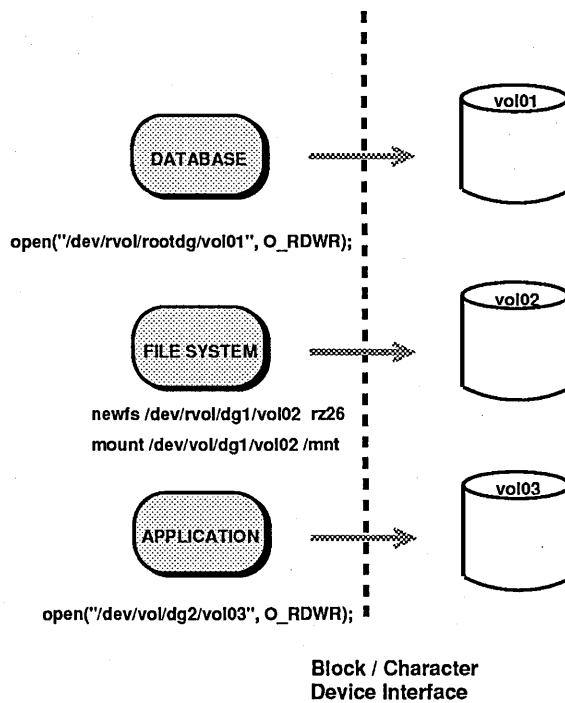 vol01
DATABASE
open("/dev/rvol/rootdg/vol01", O_RDWR);
vol02
FILE SYSTEM
newfs /dev/rvol/dg1/vol02 rz26
mount /dev/vol/dg1/vol02 /mnt
vol03
APPLICATION
open("/dev/vol/dg2/vol03", O_RDWR);
Block / Character
Device Interface